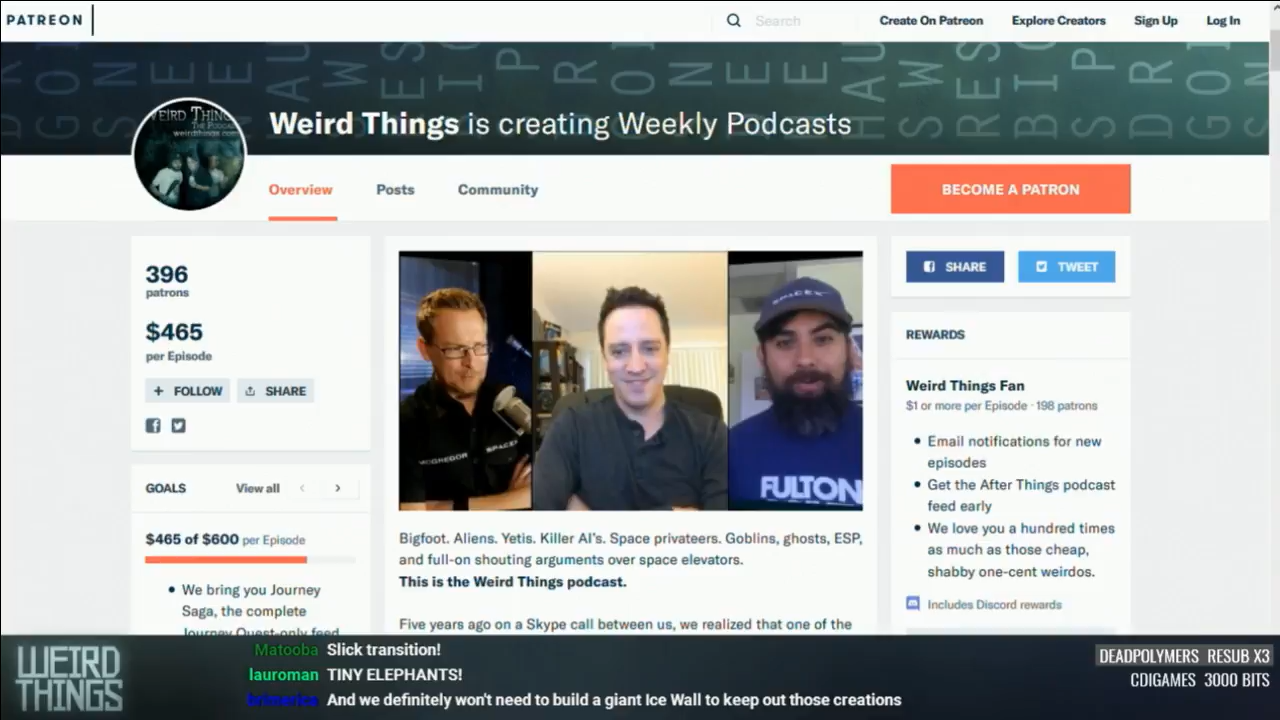 PATREON
Search
Create On Patreon
Explore Creators
Sign Up
Log In
Weird Things is creating Weekly Podcasts
Overview
Posts
Community
BECOME A PATRON
396
patrons
$465
per Episode
+ FOLLOW
SHARE
GOALS
View all
$465 of $600 per Episode
• We bring you Journey
Saga, the complete
Journey Quest-only feed
MCGREGOR
SPACEX
SPACEX
FULTON
Bigfoot. Aliens. Yetis. Killer AI's. Space privateers. Goblins, ghosts, ESP,
and full-on shouting arguments over space elevators.
This is the Weird Things podcast.
Five years ago on a Skype call between us, we realized that one of the
SHARE
TWEET
REWARDS
Weird Things Fan
$1 or more per Episode · 198 patrons
• Email notifications for new
episodes
• Get the After Things podcast
feed early
• We love you a hundred times
as much as those cheap,
shabby one-cent weirdos.
Includes Discord rewards
WEIRD
THINGS
Matooba Slick transition!
lauroman TINY ELEPHANTS!
And we definitely won't need to build a giant Ice Wall to keep out those creations
DEADPOLYMERS RESUB X3
CDIGAMES 3000 BITS